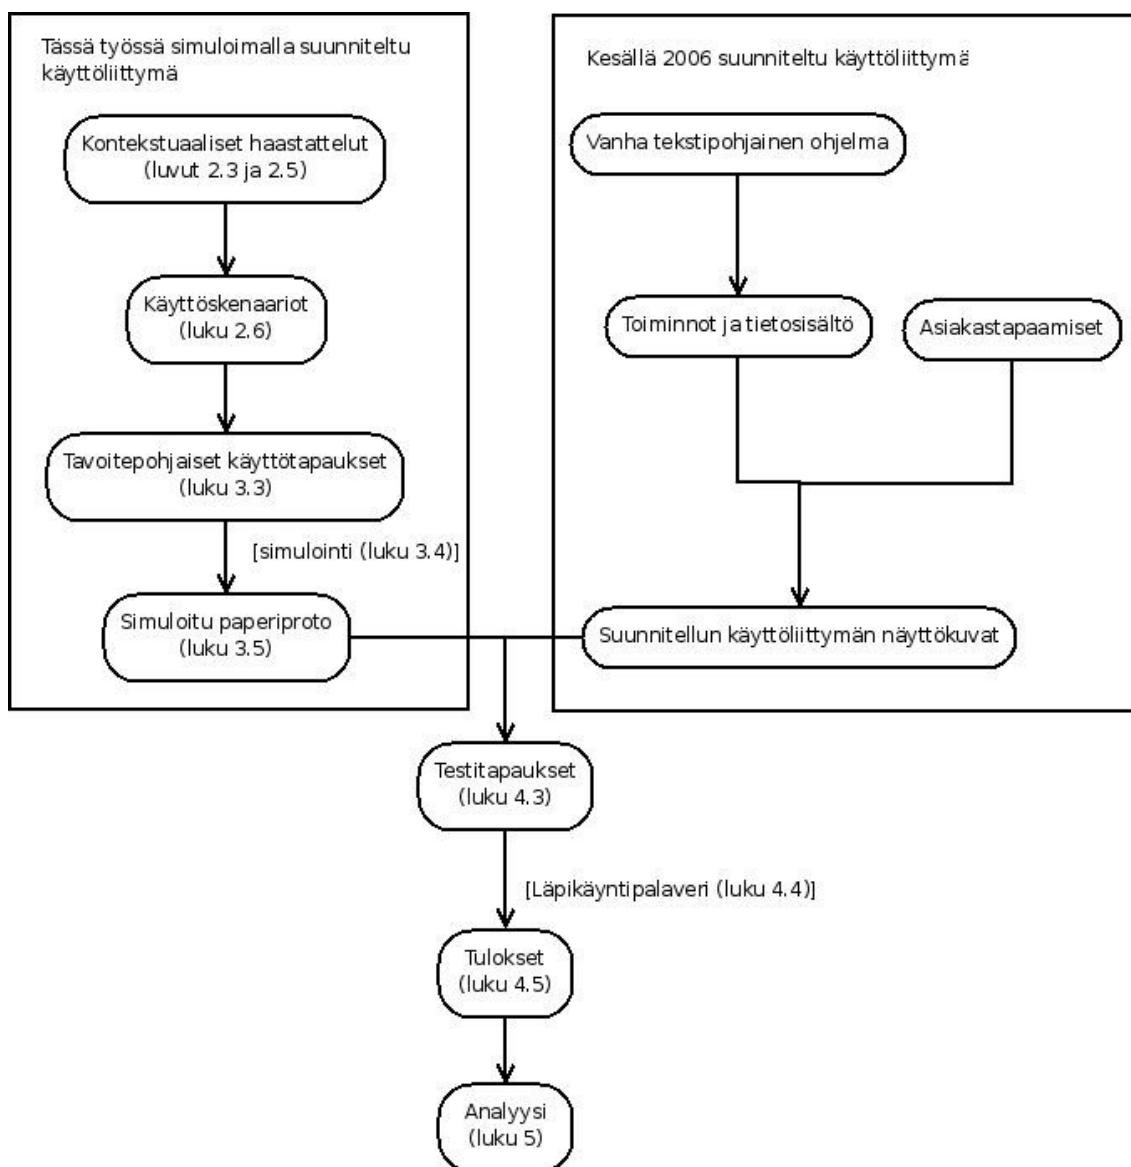 Tässä työssä simuloimalla suunniteltu
käyttöliittymä
Kontekstuaaliset haastattelut
(luvut 2.3 ja 2.5)
Käyttöskenaariot
(luku 2.6)
Tavoitepohjaiset käyttötapaukset
(luku 3.3)
[simulointi (luku 3.4)]
Simuloitu paperiproto
(luku 3.5)
Kesällä 2006 suunniteltu käyttöliittymä
Vanha tekstipohjainen ohjelma
Toiminnot ja tietosisältö
Asiakastapaamiset
Suunnitellun käyttöliittymän näyttökuvat
Testitapaukset
(luku 4.3)
[Läpikäyntipalaveri (luku 4.4)]
Tulokset
(luku 4.5)
Analyysi
(luku 5)